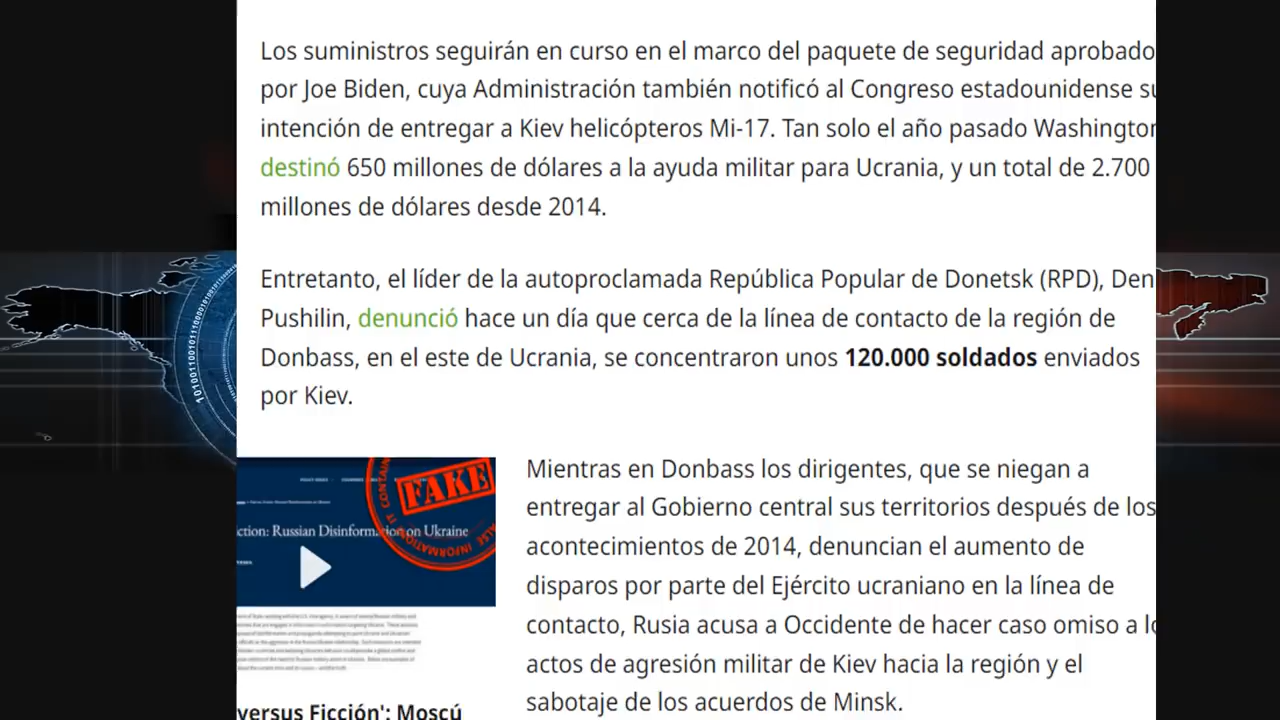 Los suministros seguirán en curso en el marco del paquete de seguridad aprobado
por Joe Biden, cuya Administración también notificó al Congreso estadounidense su
intención de entregar a Kiev helicópteros Mi-17. Tan solo el año pasado Washington
destinó 650 millones de dólares a la ayuda militar para Ucrania, y un total de 2.700
millones de dólares desde 2014.
Entretanto, el líder de la autoproclamada República Popular de Donetsk (RPD), Den
Pushilin, denunció hace un día que cerca de la línea de contacto de la región de
Donbass, en el este de Ucrania, se concentraron unos 120.000 soldados enviados
por Kiev.
Mientras en Donbass los dirigentes, que se niegan a
entregar al Gobierno central sus territorios después de los
acontecimientos de 2014, denuncian el aumento de
disparos por parte del Ejército ucraniano en la línea de
contacto, Rusia acusa a Occidente de hacer caso omiso a lo
actos de agresión militar de Kiev hacia la región y el
sabotaje de los acuerdos de Minsk.
FAKE
ction: Russian Disinformation on Ukraine
versus Ficción': Moscú